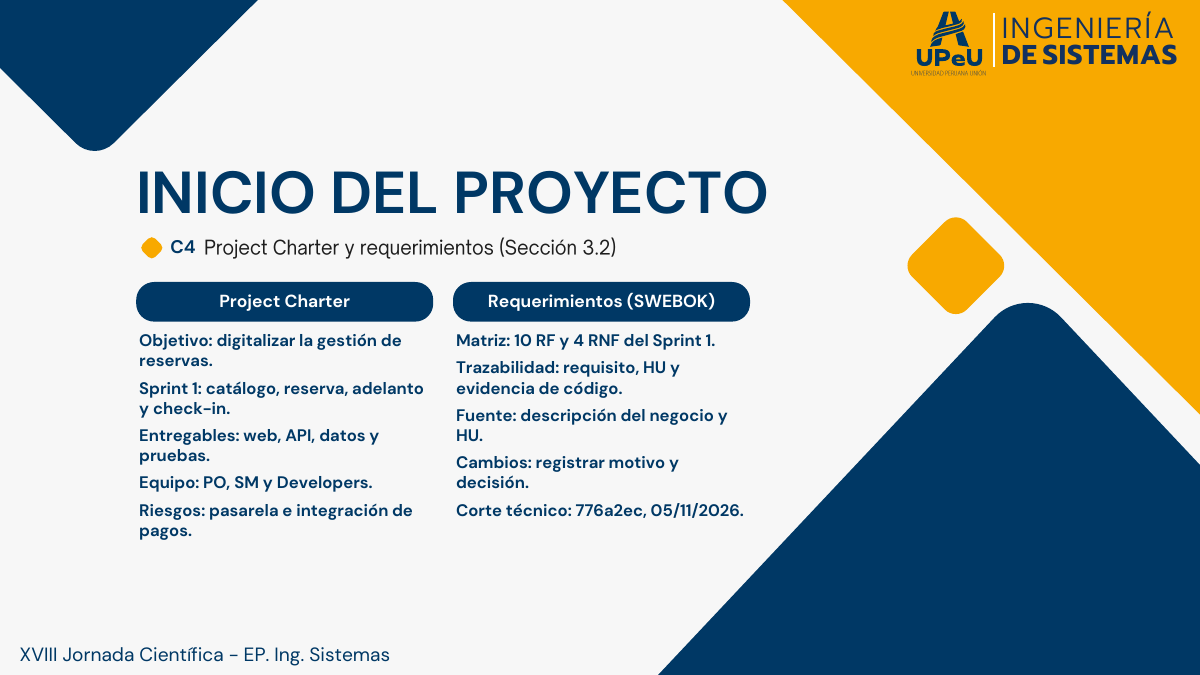 UPeU
UNIVERSIDAD PERUANA UNIÓN
INGENIERÍA
DE SISTEMAS
INICIO DEL PROYECTO
C4 Project Charter y requerimientos (Sección 3.2)
Project Charter
Objetivo: digitalizar la gestión de
reservas.
Sprint 1: catálogo, reserva, adelanto
y check-in.
Entregables: web, API, datos y
pruebas.
Equipo: PO, SM y Developers.
Riesgos: pasarela e integración de
pagos.
Requerimientos (SWEBOK)
Matriz: 10 RF y 4 RNF del Sprint 1.
Trazabilidad: requisito, HU y
evidencia de código.
Fuente: descripción del negocio y
HU.
Cambios: registrar motivo y
decisión.
Corte técnico: 776a2ec, 05/11/2026.
XVIII Jornada Científica - EP. Ing. Sistemas